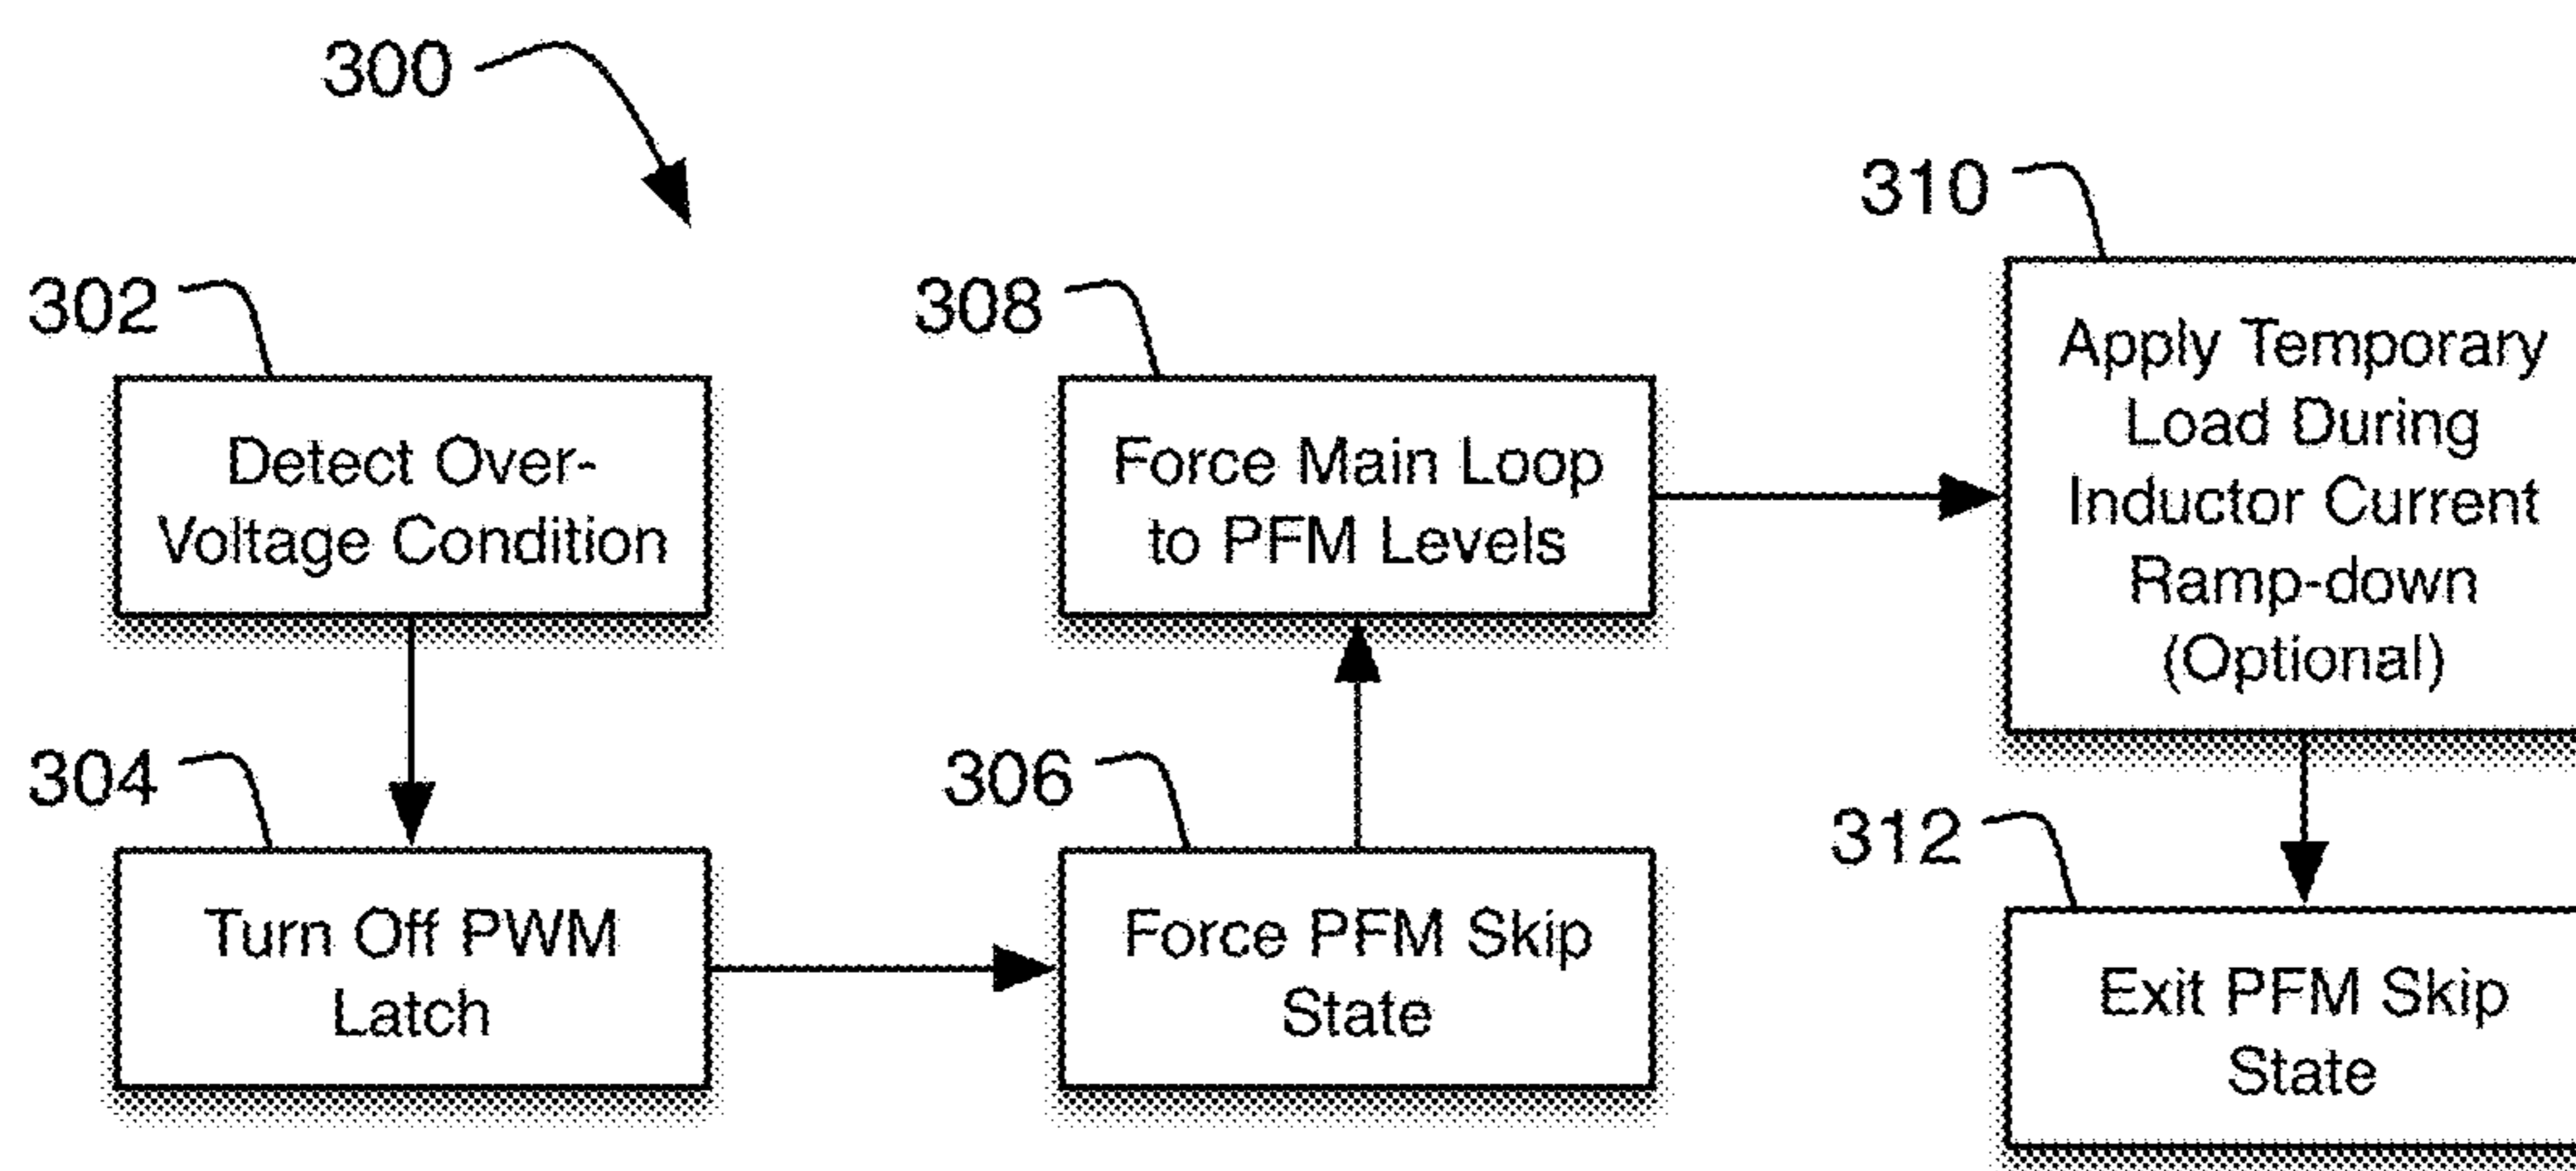 300
302
Detect Over-
Voltage Condition
304
Turn Off PWM
Latch
306
Force PFM Skip
State
308
Force Main Loop
to PFM Levels
310
Apply Temporary
Load During
Inductor Current
Ramp-down
(Optional)
312
Exit PFM Skip
State